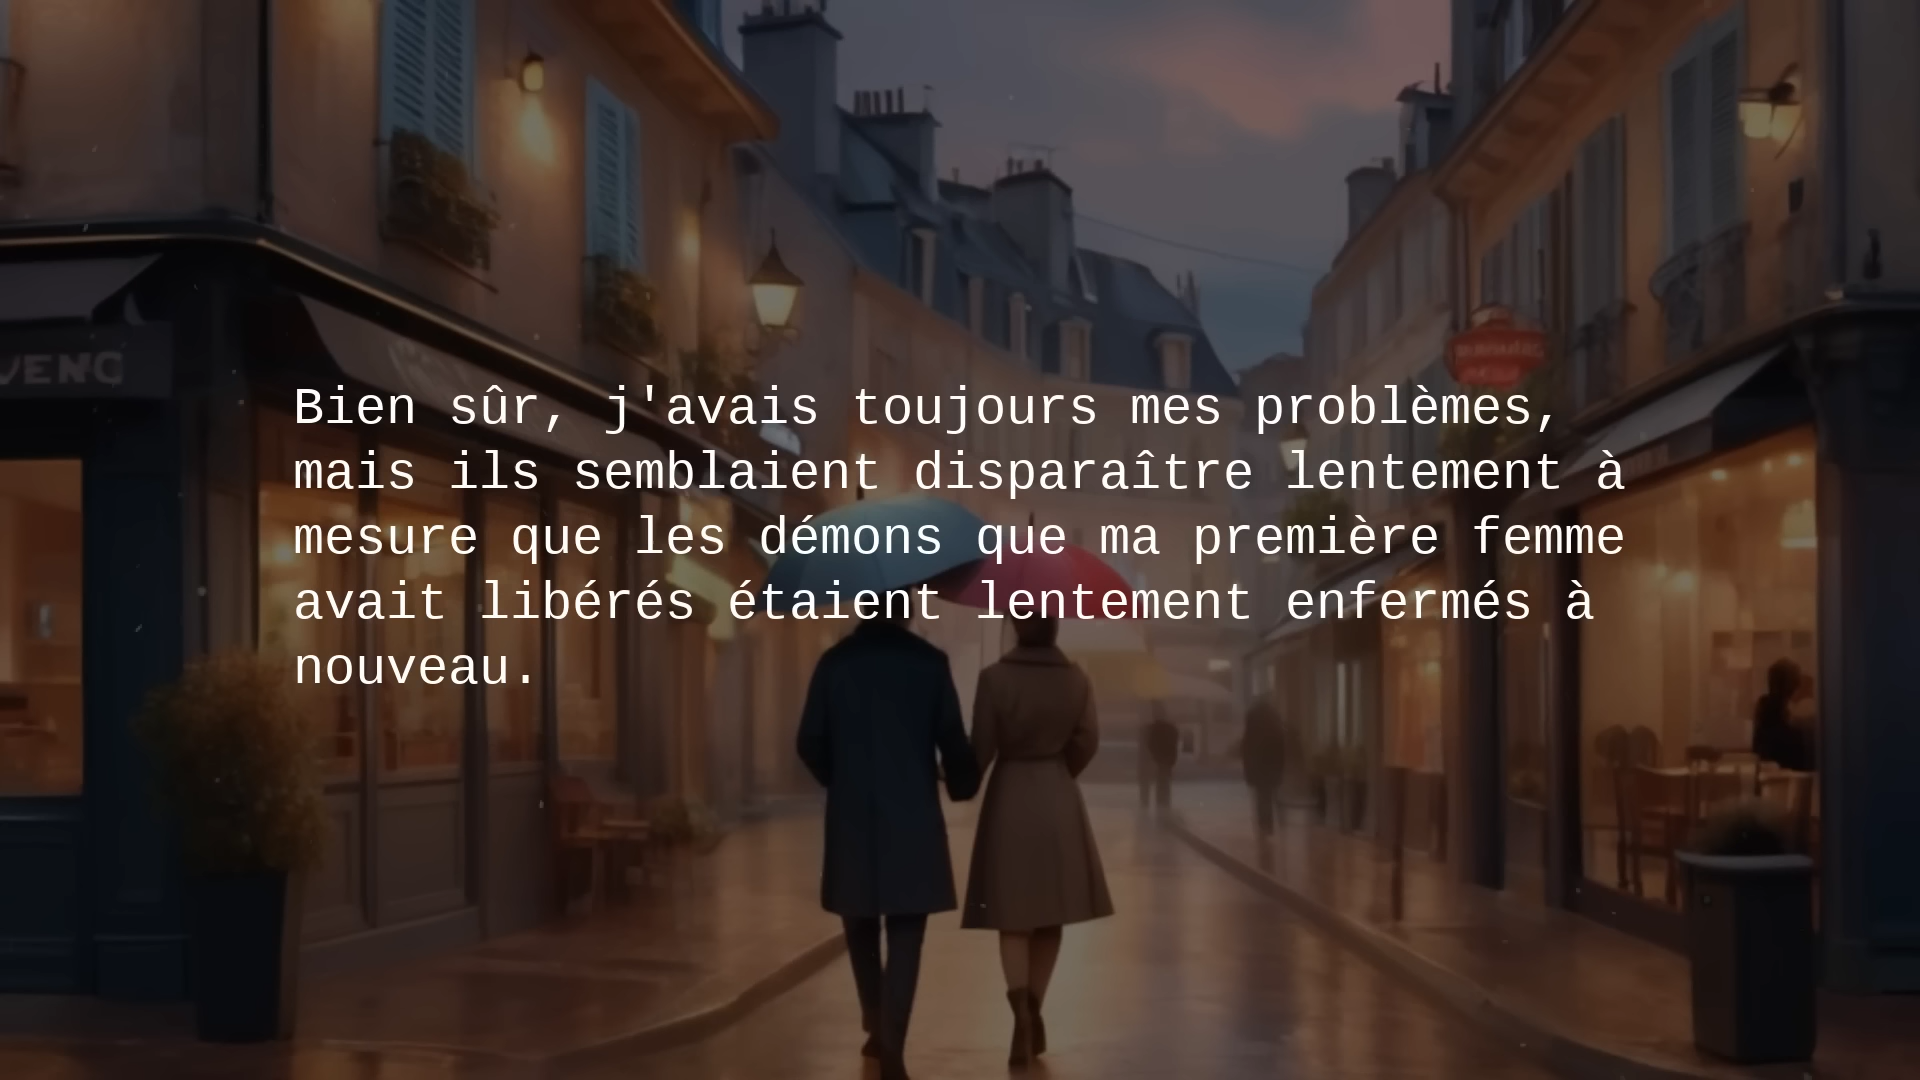 VENC
Bien sûr, j'avais toujours mes problèmes,
mais ils semblaient disparaître lentement à
mesure que les démons que ma première femme
avait libérés étaient lentement enfermés à
nouveau.